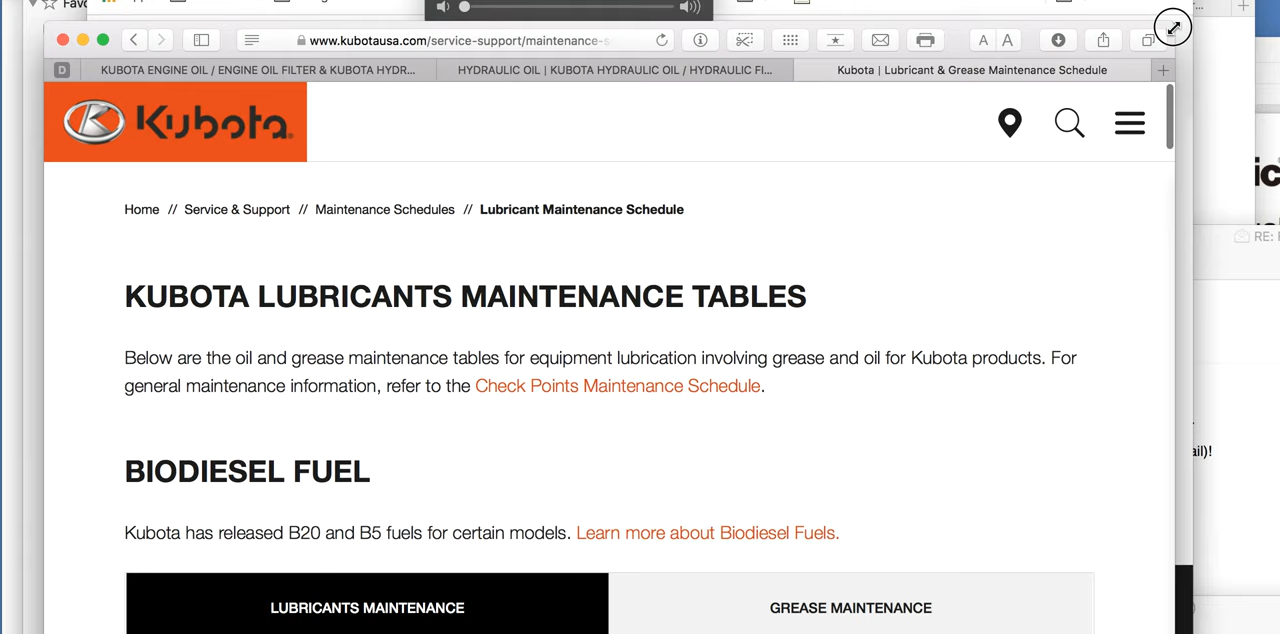 Favo
www.kubotausa.com/service-support/maintenance-s
A A
D
KUBOTA ENGINE OIL / ENGINE OIL FILTER & KUBOTA HYDR...
HYDRAULIC OIL | KUBOTA HYDRAULIC OIL / HYDRAULIC FI...
Kubota | Lubricant & Grease Maintenance Schedule
Kubota
Home // Service & Support // Maintenance Schedules // Lubricant Maintenance Schedule
RE:
KUBOTA LUBRICANTS MAINTENANCE TABLES
Below are the oil and grease maintenance tables for equipment lubrication involving grease and oil for Kubota products. For
general maintenance information, refer to the Check Points Maintenance Schedule.
ail)!
BIODIESEL FUEL
Kubota has released B20 and B5 fuels for certain models. Learn more about Biodiesel Fuels.
LUBRICANTS MAINTENANCE
GREASE MAINTENANCE